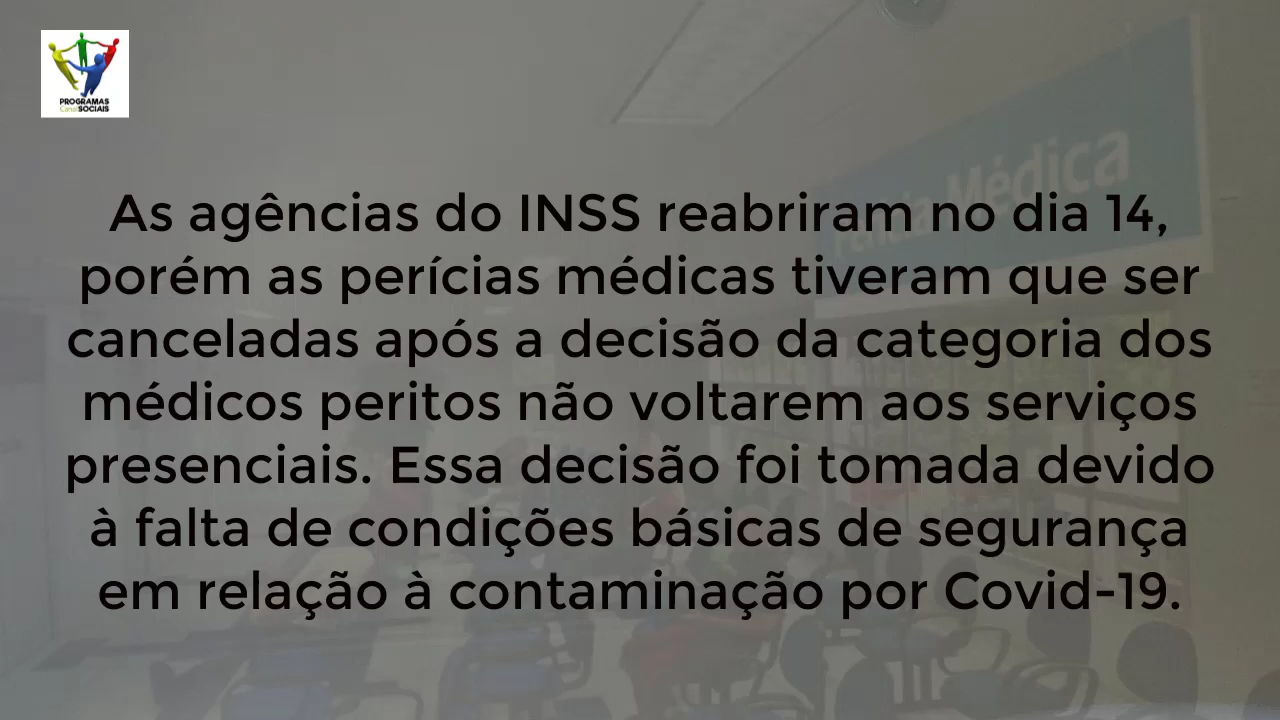 PROGRAMAS
Canal SOCIAIS
Perícia Médica
As agências do INSS reabriram no dia 14,
porém as perícias médicas tiveram que ser
canceladas após a decisão da categoria dos
médicos peritos não voltarem aos serviços
presenciais. Essa decisão foi tomada devido
à falta de condições básicas de segurança
em relação à contaminação por Covid-19.